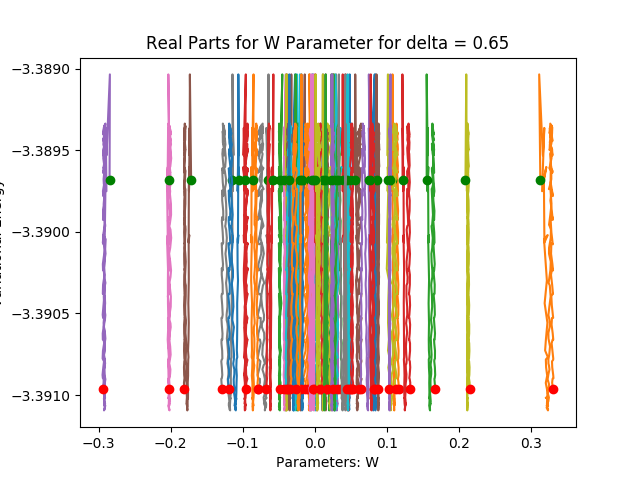 Real Parts for W Parameter for delta = 0.65
−3.3890
−3.3895
−3.3900
−3.3905
−3.3910
−0.3 −0.2 −0.1 0.0 0.1 0.2 0.3
Parameters: W